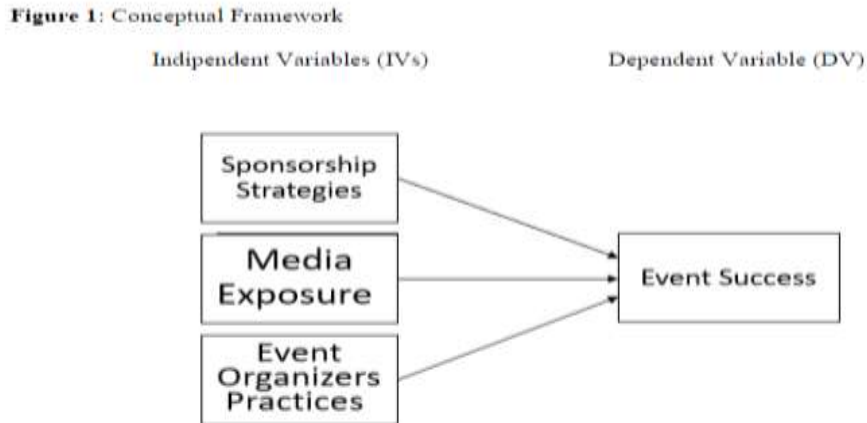 Figure 1: Conceptual Framework
Indipendent Variables (IVs)
Dependent Variable (DV)
Sponsorship
Strategies
Media
Exposure
Event
Organizers
Practices
Event Success